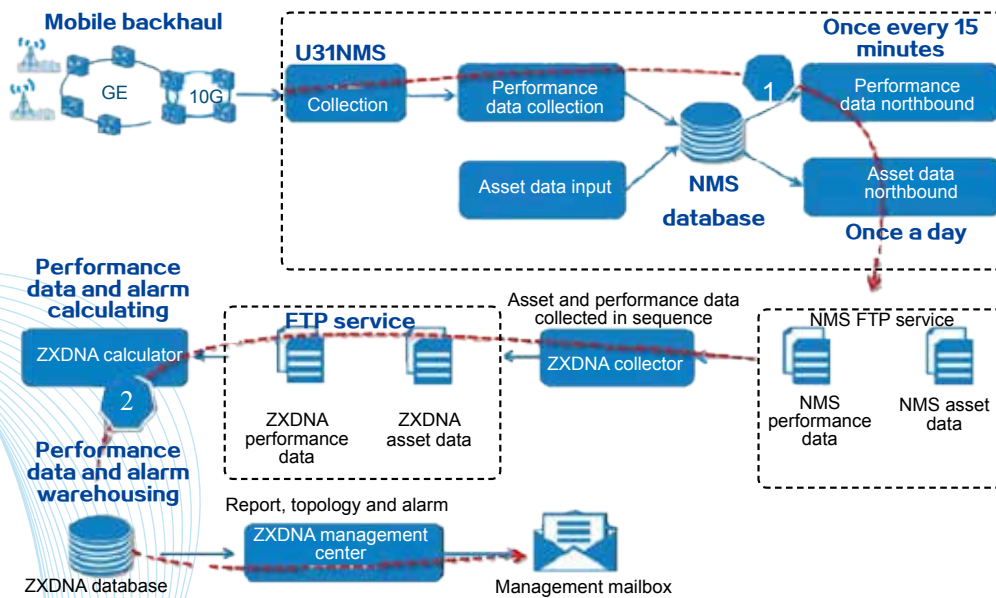 Mobile backhaul
GE
10G
U31NMS
Collection
Performance
data collection
Asset data input
NMS
database
1
Once every 15
minutes
Performance
data northbound
Asset data
northbound
Once a day
NMS FTP service
NMS
performance
data
NMS asset
data
Asset and performance data
collected in sequence
ZXDNA collector
FTP service
ZXDNA
performance
data
ZXDNA
asset data
Performance
data and alarm
calculating
ZXDNA calculator
2
Performance
data and alarm
warehousing
ZXDNA database
Report, topology and alarm
ZXDNA management
center
Management mailbox